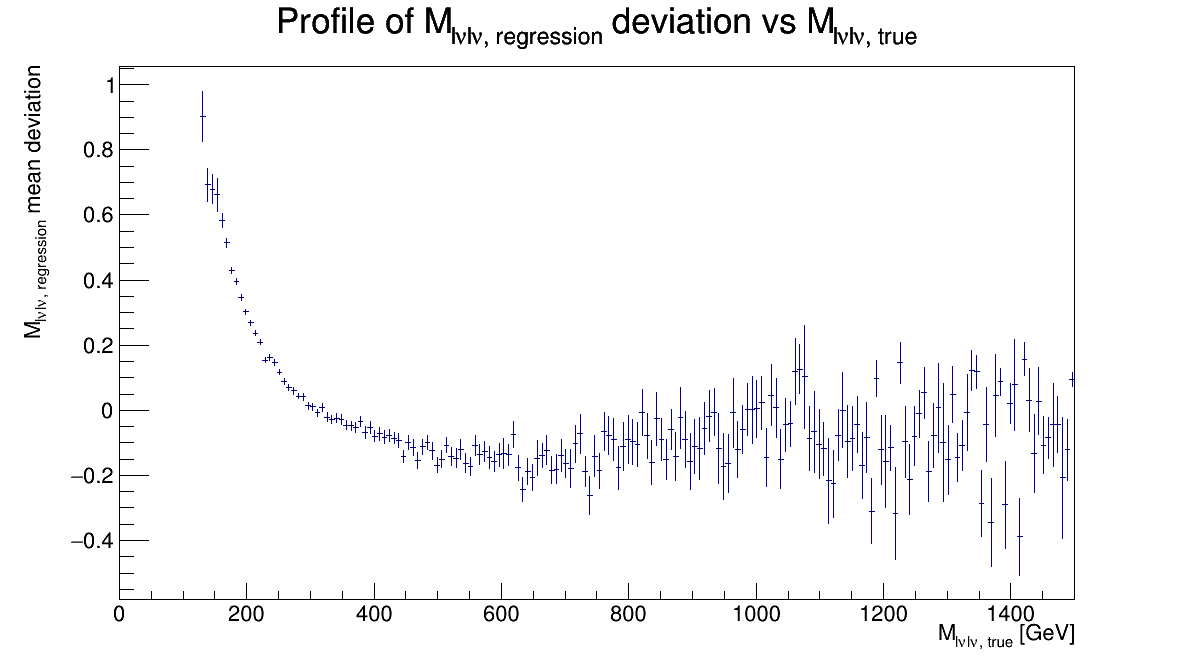 Profile of M_lνlν, regression deviation vs M_lνlν, true
M_lνlν, regression mean deviation
1
0.8
0.6
0.4
0.2
0
−0.2
−0.4
0 200 400 600 800 1000 1200 1400
M_lνlν, true [GeV]